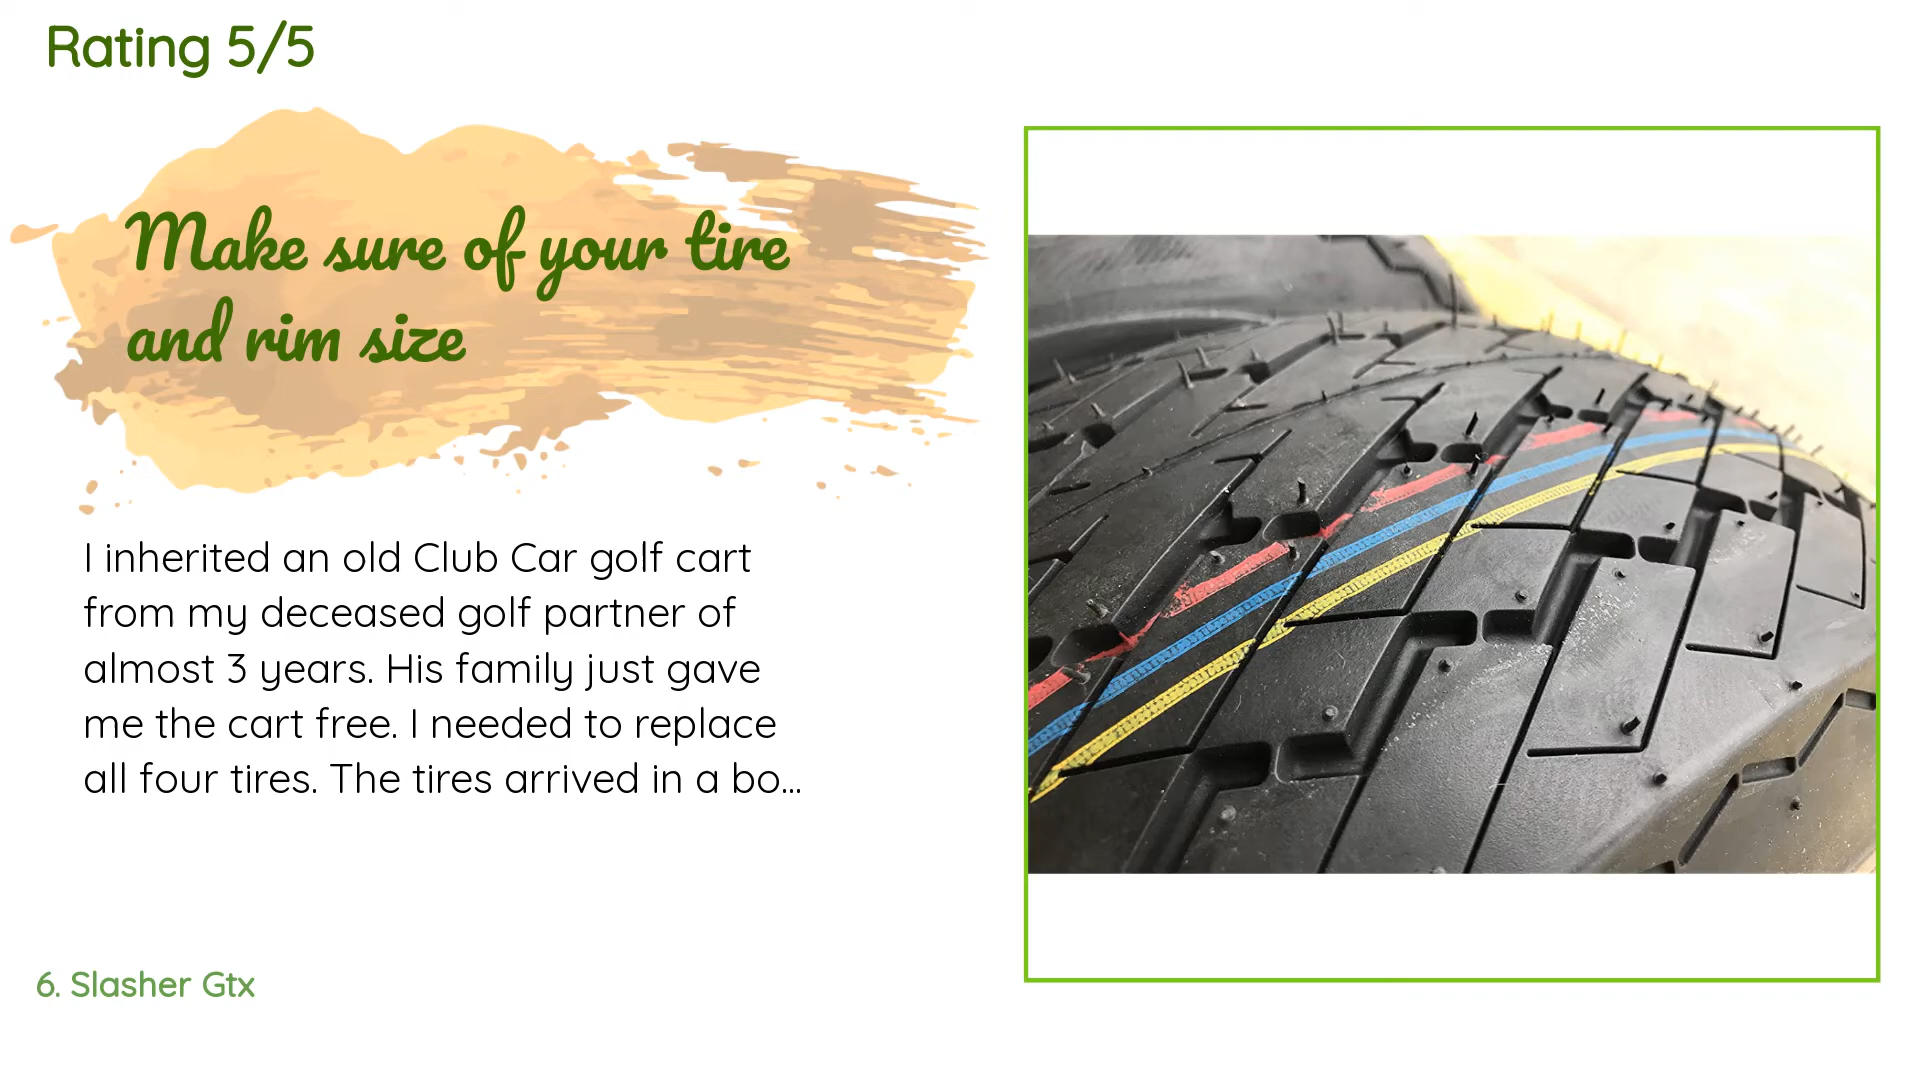 Rating 5/5
Make sure of your tire
and rim size
I inherited an old Club Car golf cart
from my deceased golf partner of
almost 3 years. His family just gave
me the cart free. I needed to replace
all four tires. The tires arrived in a bo...
6. Slasher Gtx